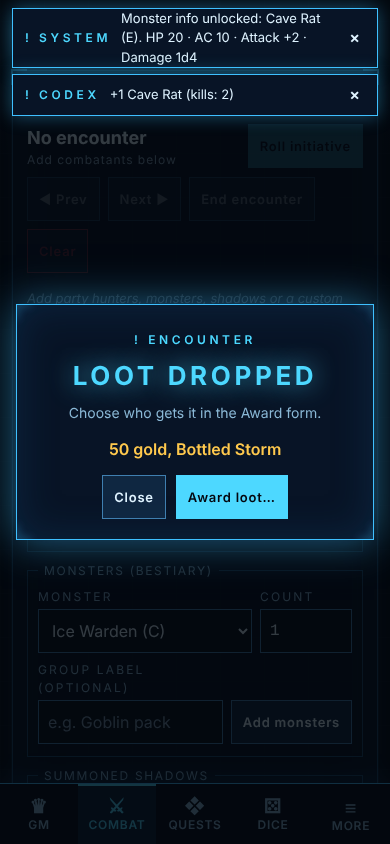 ! SYSTEM
Monster info unlocked: Cave Rat
(E). HP 20 · AC 10 · Attack +2 ·
Damage 1d4
×
! CODEX +1 Cave Rat (kills: 2) ×
No encounter
Add combatants below
Roll initiative
◀ Prev Next ▶ End encounter
Clear
Add party hunters, monsters, shadows or a custom
! ENCOUNTER
LOOT DROPPED
Choose who gets it in the Award form.
50 gold, Bottled Storm
Close Award loot...
MONSTERS (BESTIARY)
MONSTER COUNT
Ice Warden (C) 1
GROUP LABEL
(OPTIONAL)
e.g. Goblin pack Add monsters
SUMMONED SHADOWS
GM COMBAT QUESTS DICE MORE